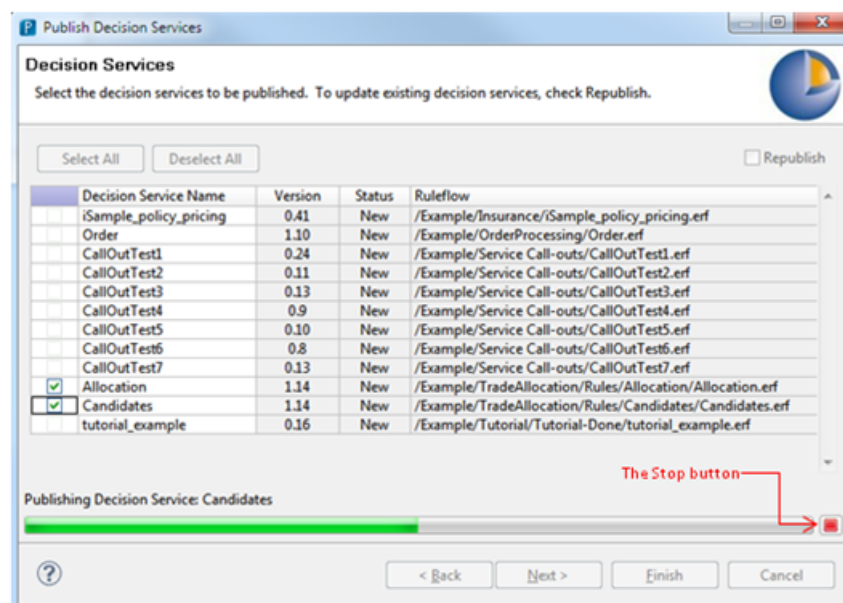 Publish Decision Services
Decision Services
Select the decision services to be published. To update existing decision services, check Republish.
Select All Deselect All Republish
Decision Service Name Version Status Ruleflow
iSample_policy_pricing 0.41 New /Example/Insurance/iSample_policy_pricing.erf
Order 1.10 New /Example/OrderProcessing/Order.erf
CallOutTest1 0.24 New /Example/Service Call-outs/CallOutTest1.erf
CallOutTest2 0.11 New /Example/Service Call-outs/CallOutTest2.erf
CallOutTest3 0.13 New /Example/Service Call-outs/CallOutTest3.erf
CallOutTest4 0.9 New /Example/Service Call-outs/CallOutTest4.erf
CallOutTest5 0.10 New /Example/Service Call-outs/CallOutTest5.erf
CallOutTest6 0.8 New /Example/Service Call-outs/CallOutTest6.erf
CallOutTest7 0.13 New /Example/Service Call-outs/CallOutTest7.erf
Allocation 1.14 New /Example/TradeAllocation/Rules/Allocation/Allocation.erf
Candidates 1.14 New /Example/TradeAllocation/Rules/Candidates/Candidates.erf
tutorial_example 0.16 New /Example/Tutorial/Tutorial-Done/tutorial_example.erf
The Stop button
Publishing Decision Service: Candidates
? < Back Next > Finish Cancel